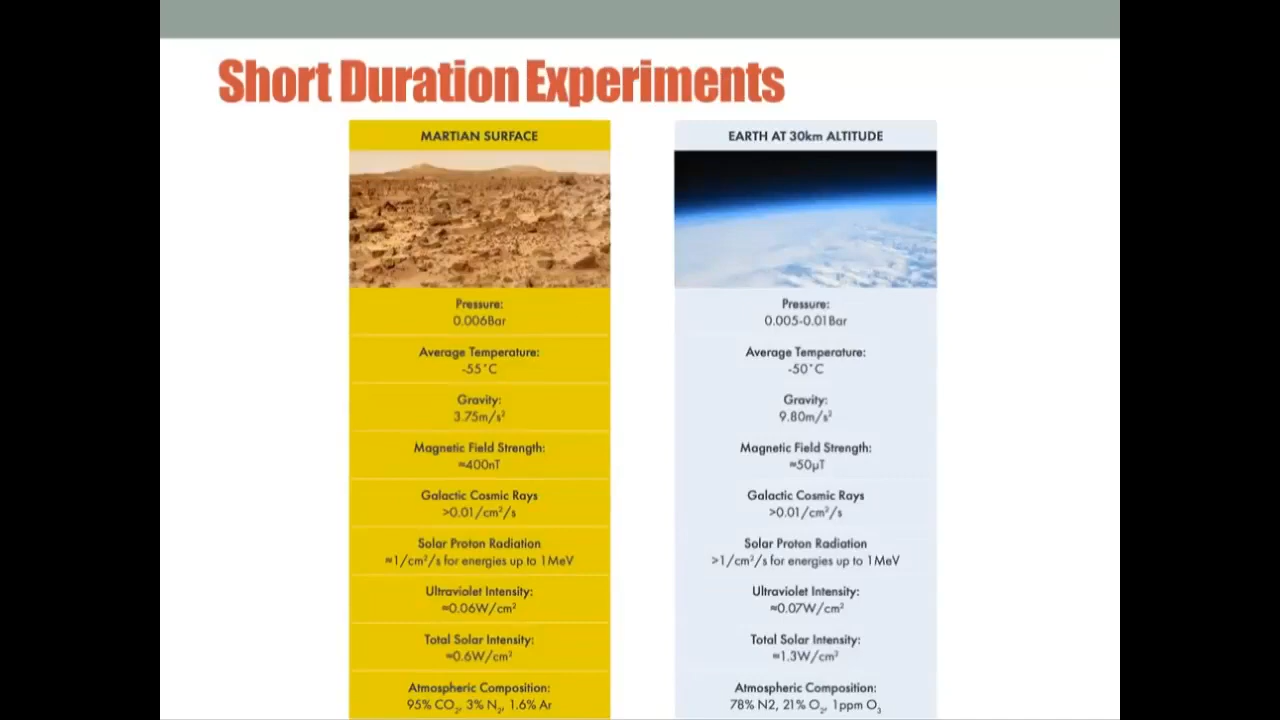 Short Duration Experiments
MARTIAN SURFACE
Pressure:
0.006Bar
Average Temperature:
-55˚C
Gravity:
3.75m/s²
Magnetic Field Strength:
≈400nT
Galactic Cosmic Rays
>0.01/cm²/s
Solar Proton Radiation
≈1/cm²/s for energies up to 1MeV
Ultraviolet Intensity:
≈0.06W/cm²
Total Solar Intensity:
≈0.6W/cm²
Atmospheric Composition:
95% CO₂, 3% N₂, 1.6% Ar
EARTH AT 30km ALTITUDE
Pressure:
0.005-0.01Bar
Average Temperature:
-50˚C
Gravity:
9.80m/s²
Magnetic Field Strength:
≈50µT
Galactic Cosmic Rays
>0.01/cm²/s
Solar Proton Radiation
>1/cm²/s for energies up to 1MeV
Ultraviolet Intensity:
≈0.07W/cm²
Total Solar Intensity:
≈1.3W/cm²
Atmospheric Composition:
78% N2, 21% O₂, 1ppm O₃